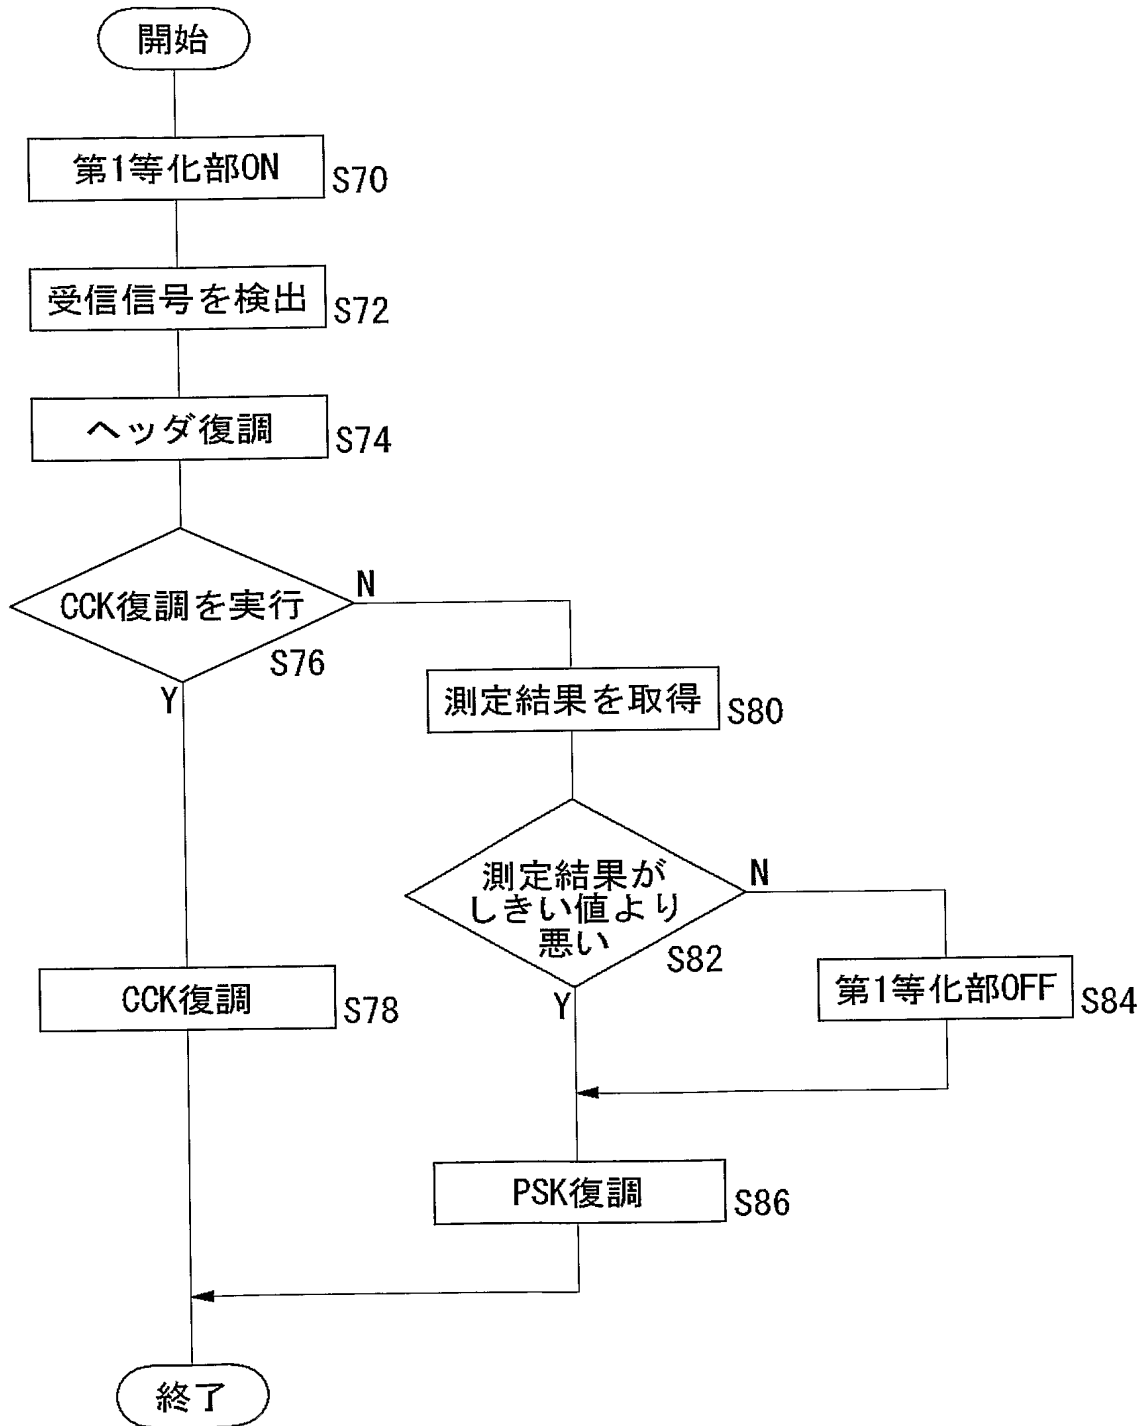 開始
第1等化部ON
S70
受信信号を検出
S72
ヘッダ復調
S74
CCK復調を実行
N
S76
Y
測定結果を取得
S80
測定結果が
しきい値より
悪い
N
S82
Y
第1等化部OFF
S84
CCK復調
S78
PSK復調
S86
終了